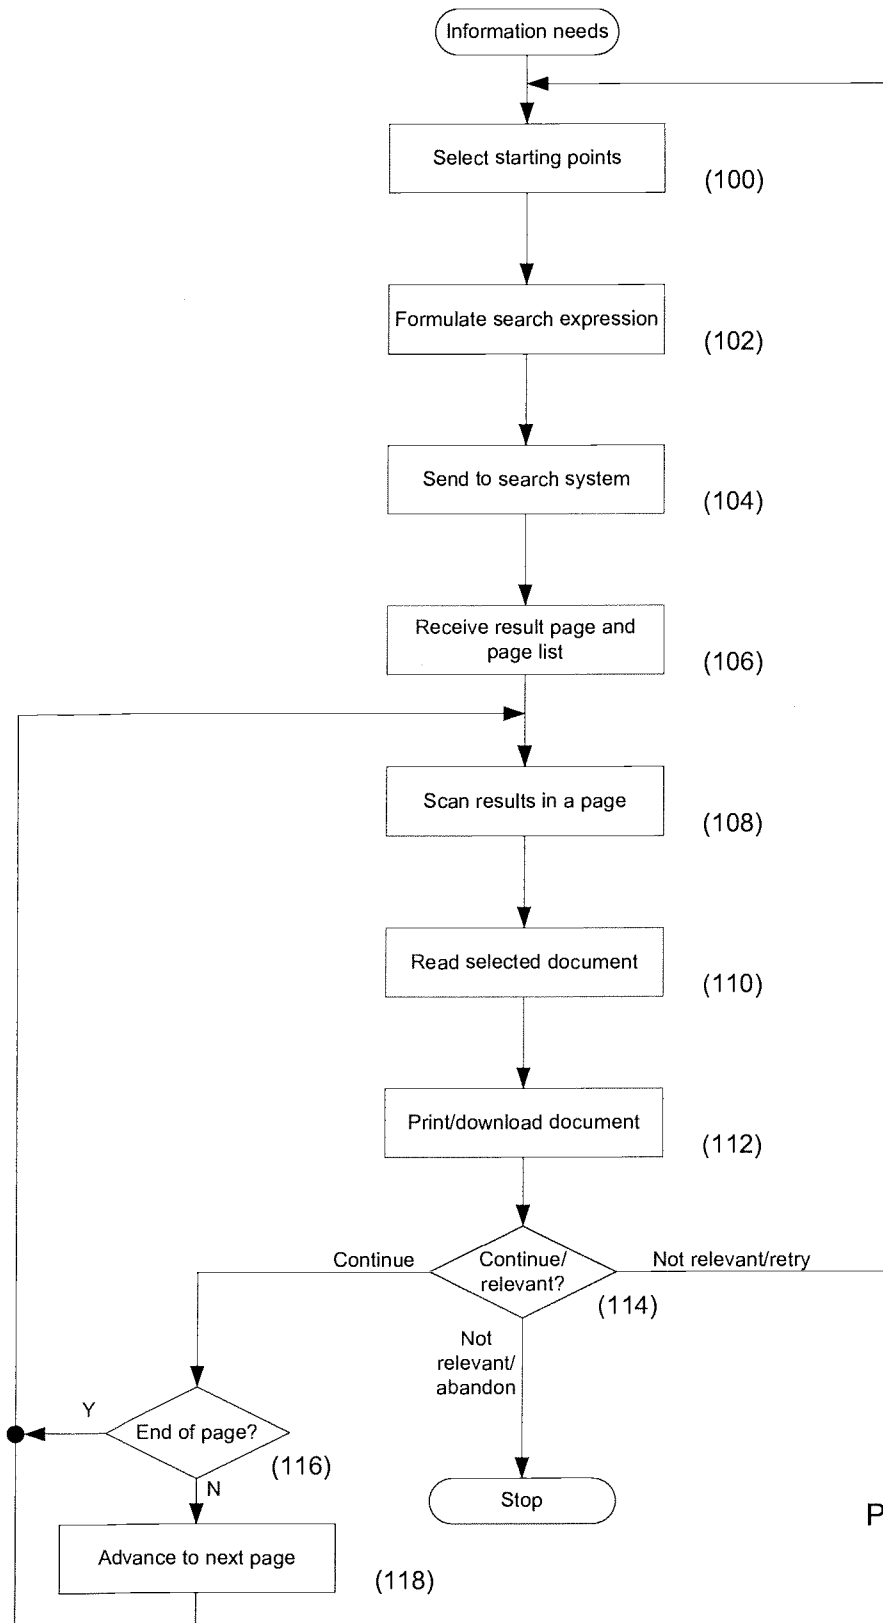 Information needs
Select starting points
(100)
Formulate search expression
(102)
Send to search system
(104)
Receive result page and
page list
(106)
Scan results in a page
(108)
Read selected document
(110)
Print/download document
(112)
Continue
Continue/
relevant?
Not relevant/retry
(114)
Not
relevant/
abandon
Y
End of page?
(116)
N
Stop
P
Advance to next page
(118)